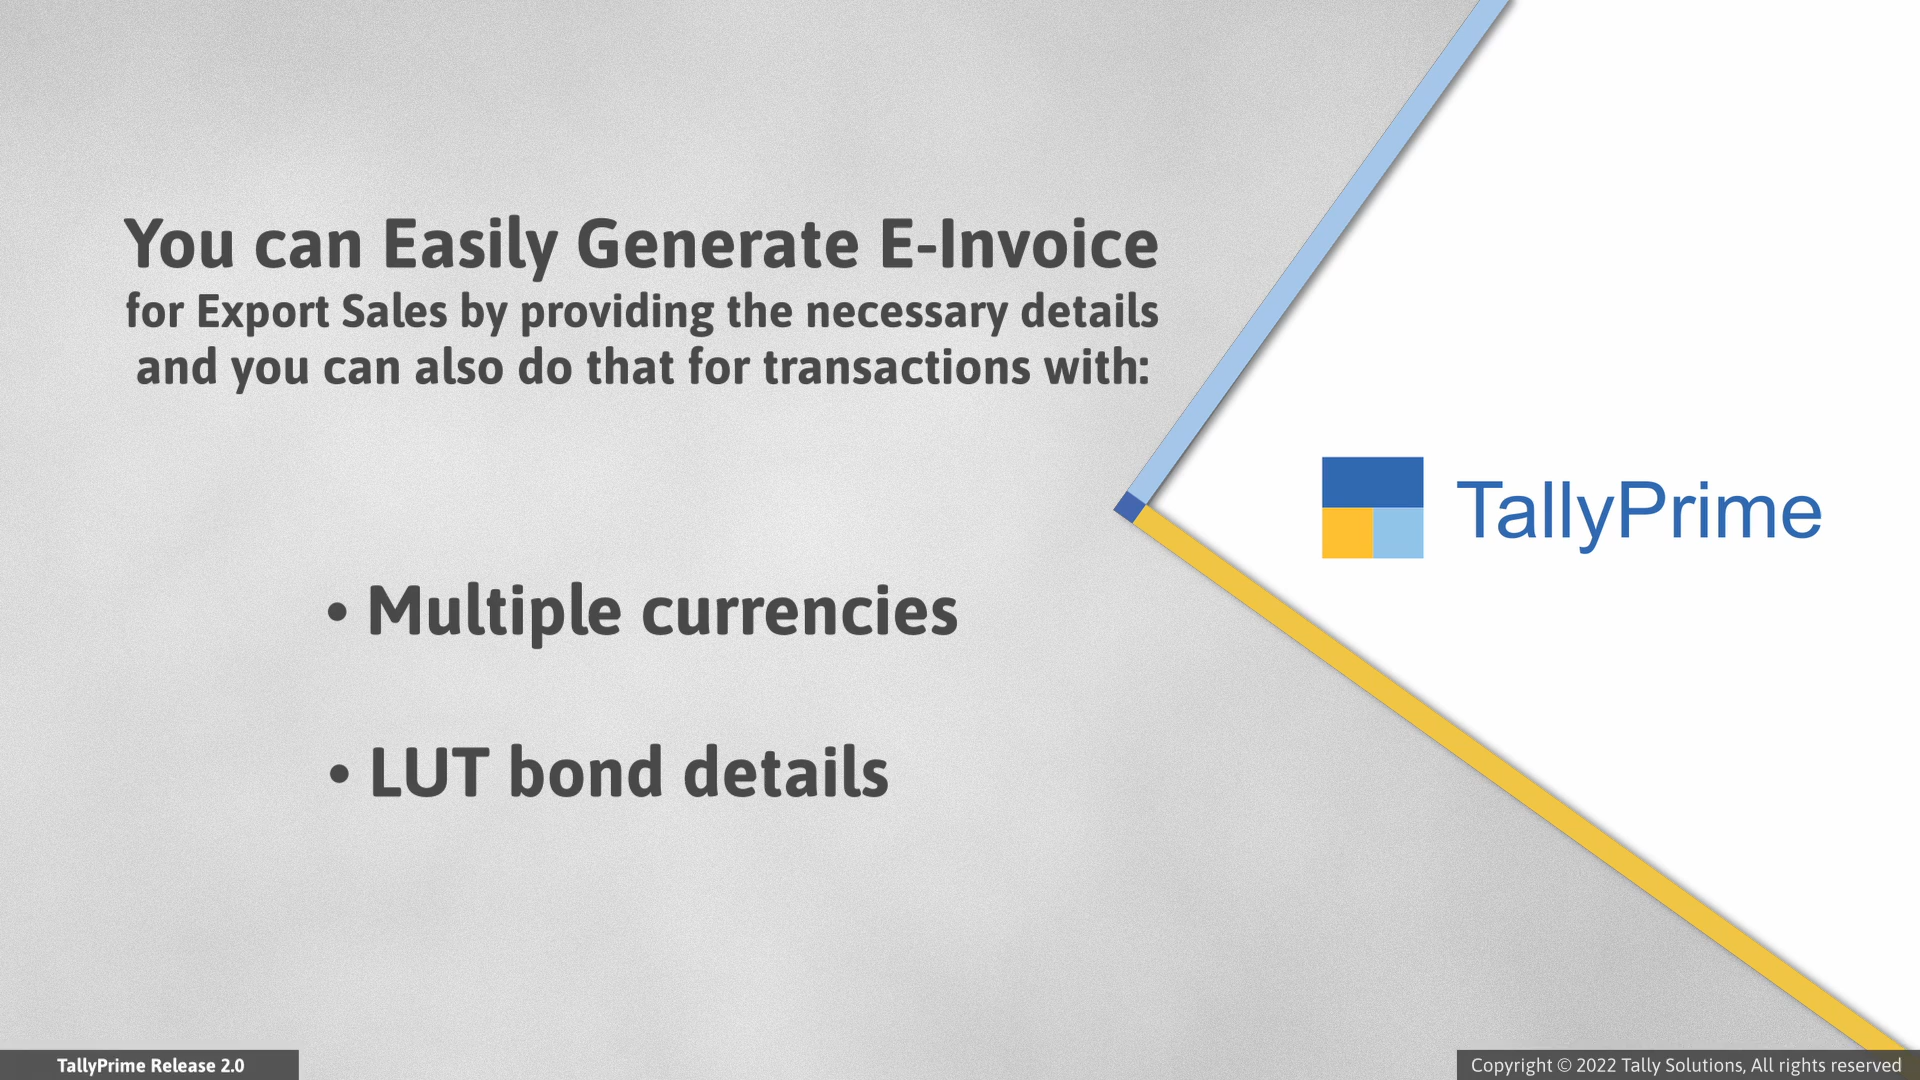 You can Easily Generate E-Invoice
for Export Sales by providing the necessary details
and you can also do that for transactions with:
TallyPrime
• Multiple currencies
• LUT bond details
TallyPrime Release 2.0
Copyright © 2022 Tally Solutions, All rights reserved